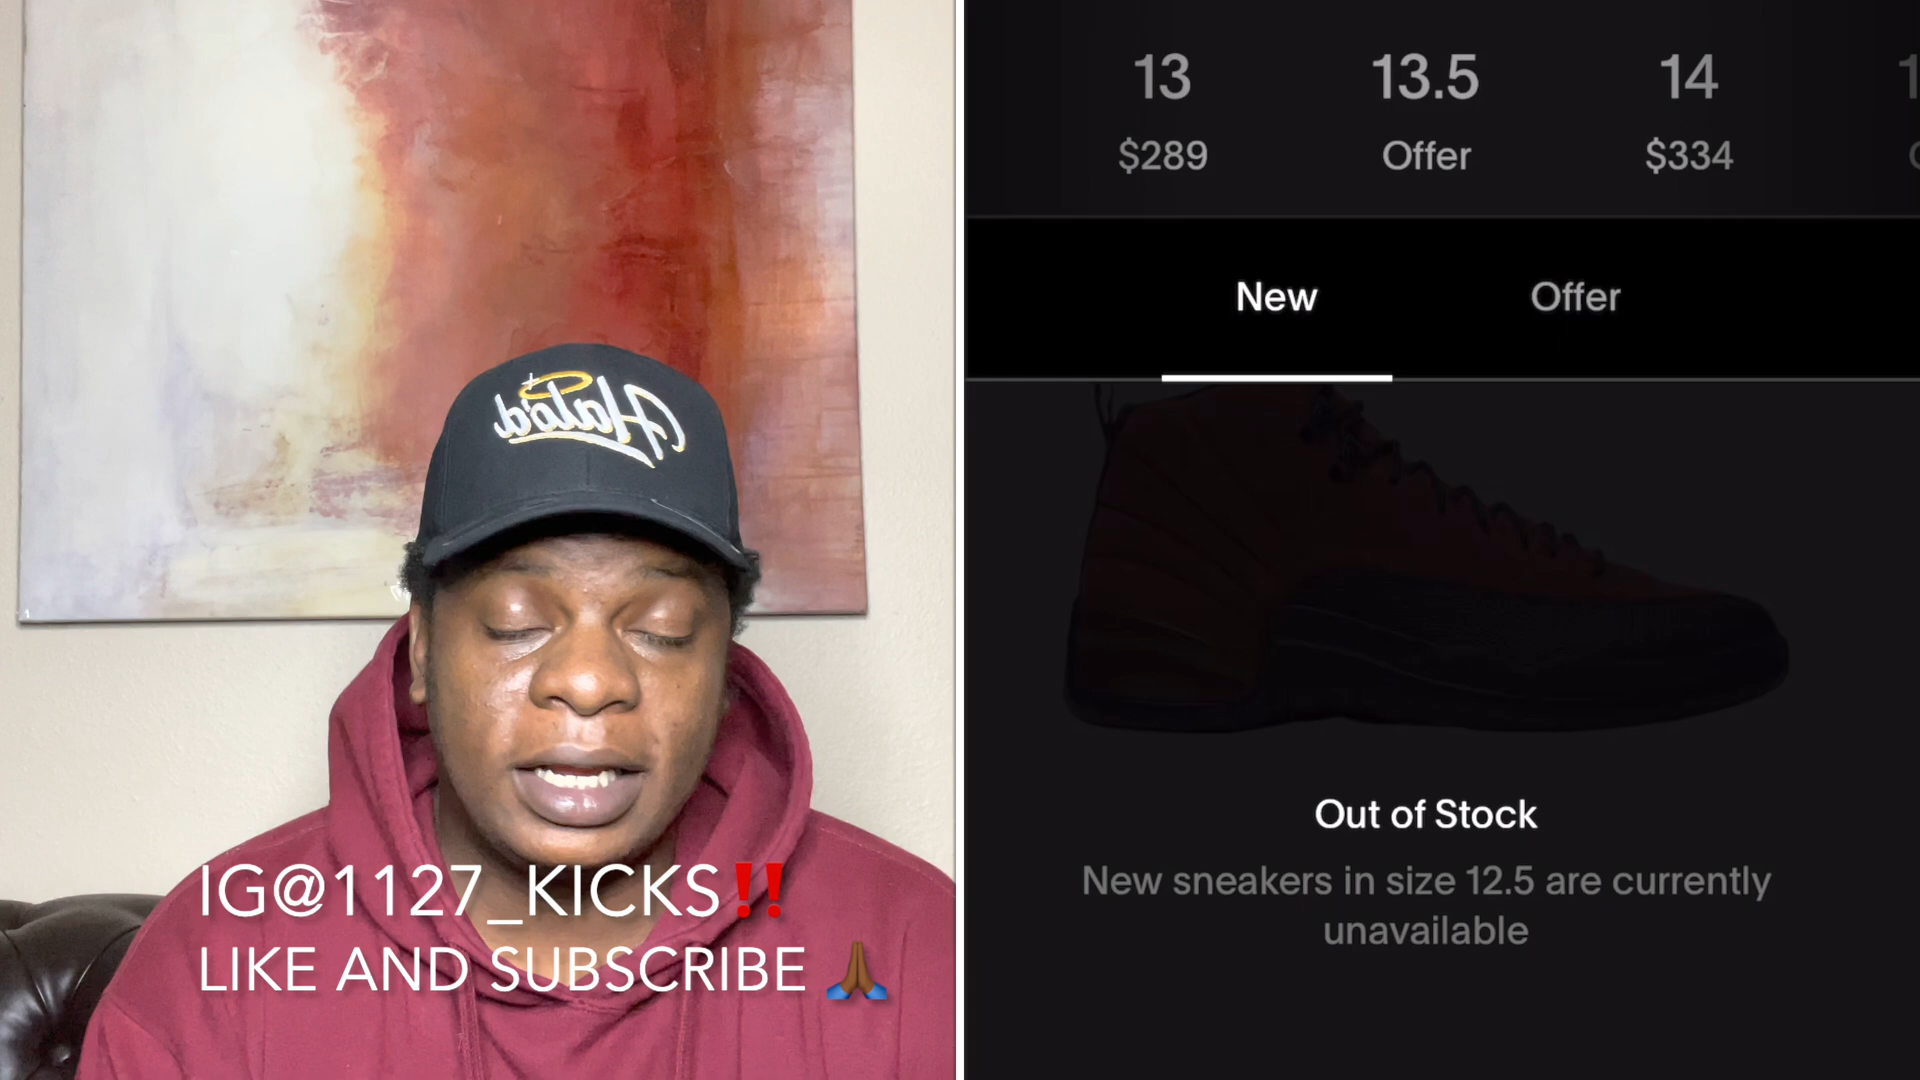 Halo'd
IG@1127_KICKS‼️
LIKE AND SUBSCRIBE 🙏🏾
13 13.5 14
$289 Offer $334
New Offer
Out of Stock
New sneakers in size 12.5 are currently
unavailable